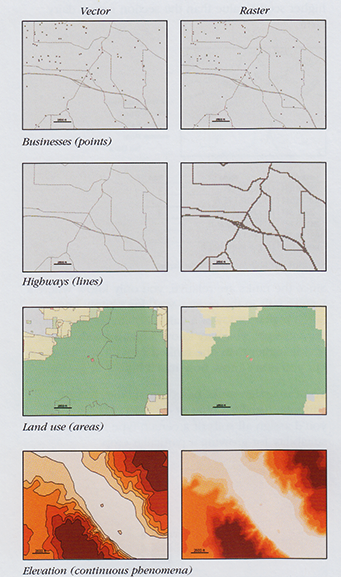 Vector Raster
Businesses (points)
Highways (lines)
Land use (areas)
Elevation (continuous phenomena)